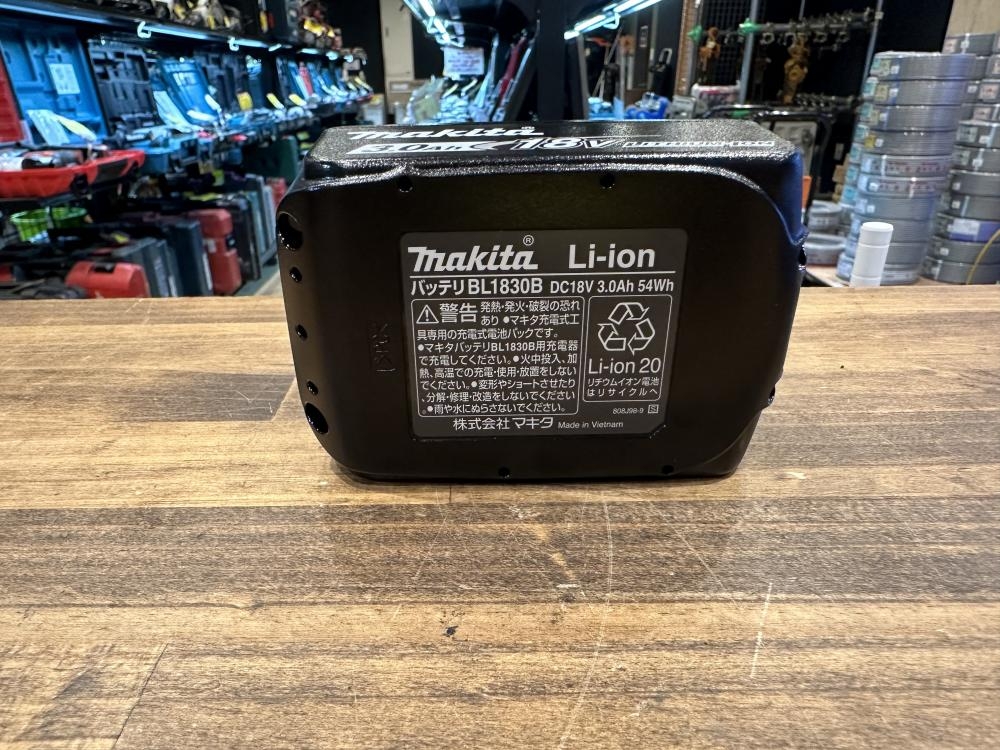 makita
3.0Ah 18V LITHIUM-ION
makita® Li-ion
バッテリ BL1830B DC18V 3.0Ah 54Wh
警告 発熱・発火・破裂の恐れ
あり ●マキタ充電式工
具専用の充電式電池パックです。
●マキタバッテリBL1830B用充電器
で充電してください。●火中投入、加
熱、高温での充電・使用・放置をしない
でください。●変形やショートさせたり、
分解・修理・改造をしないでください。
●雨や水にぬらさないでください。
Li-ion 20
リチウムイオン電池
はリサイクルへ
808J98-9 S
株式会社マキタ Made in Vietnam